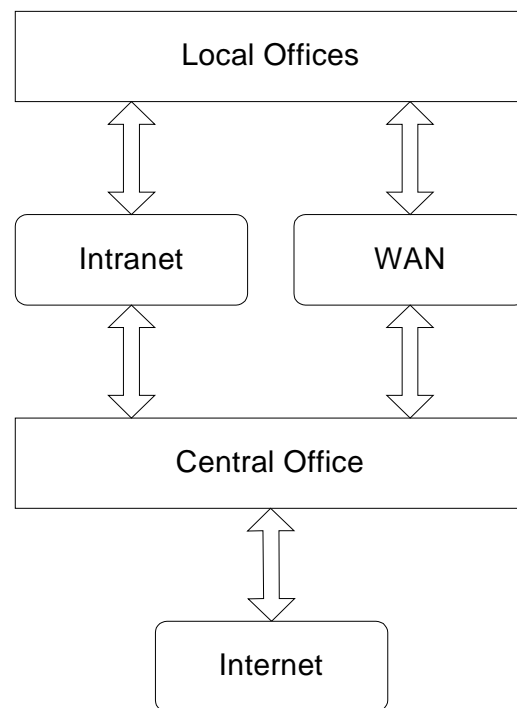 Local Offices
Intranet
WAN
Central Office
Internet